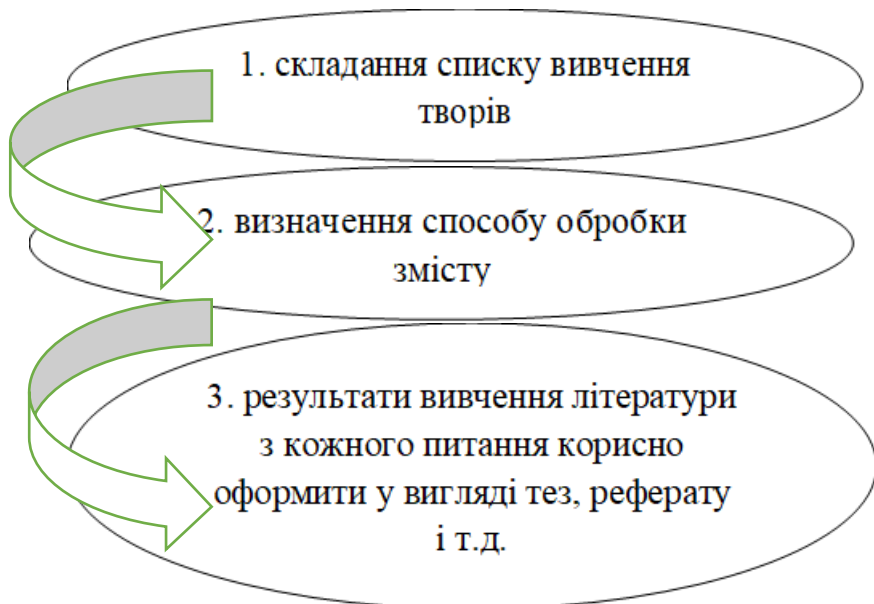 1. складання списку вивчення
творів
2. визначення способу обробки
змісту
3. результати вивчення літератури
з кожного питання корисно
оформити у вигляді тез, реферату
і т.д.